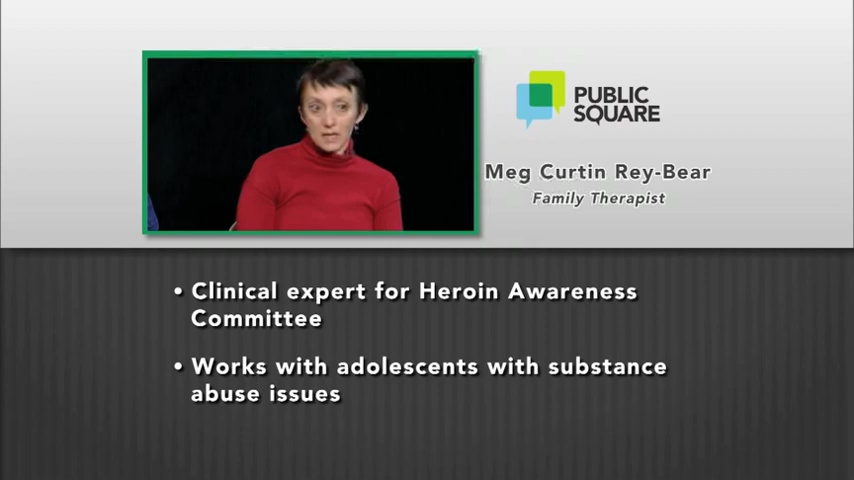 PUBLIC
SQUARE
Meg Curtin Rey-Bear
Family Therapist
• Clinical expert for Heroin Awareness
Committee
• Works with adolescents with substance
abuse issues